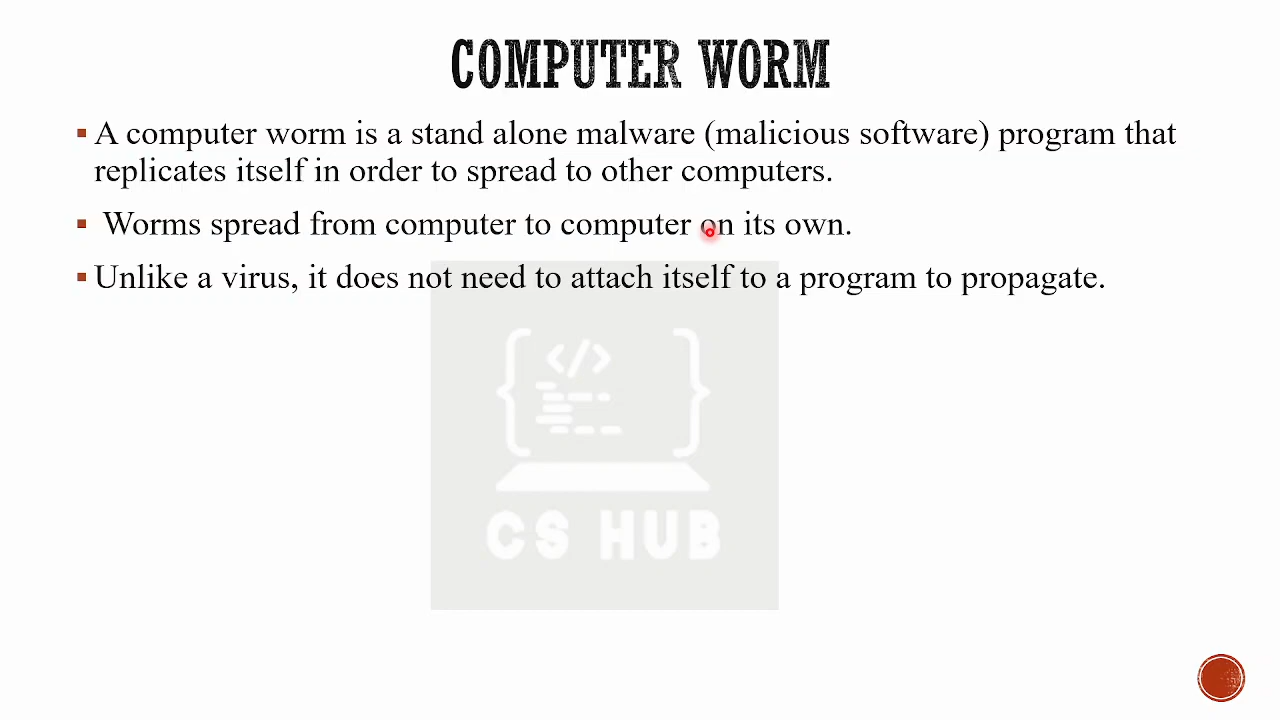 COMPUTER WORM
▪ A computer worm is a stand alone malware (malicious software) program that
replicates itself in order to spread to other computers.
▪ Worms spread from computer to computer on its own.
▪ Unlike a virus, it does not need to attach itself to a program to propagate.
</>
CS HUB